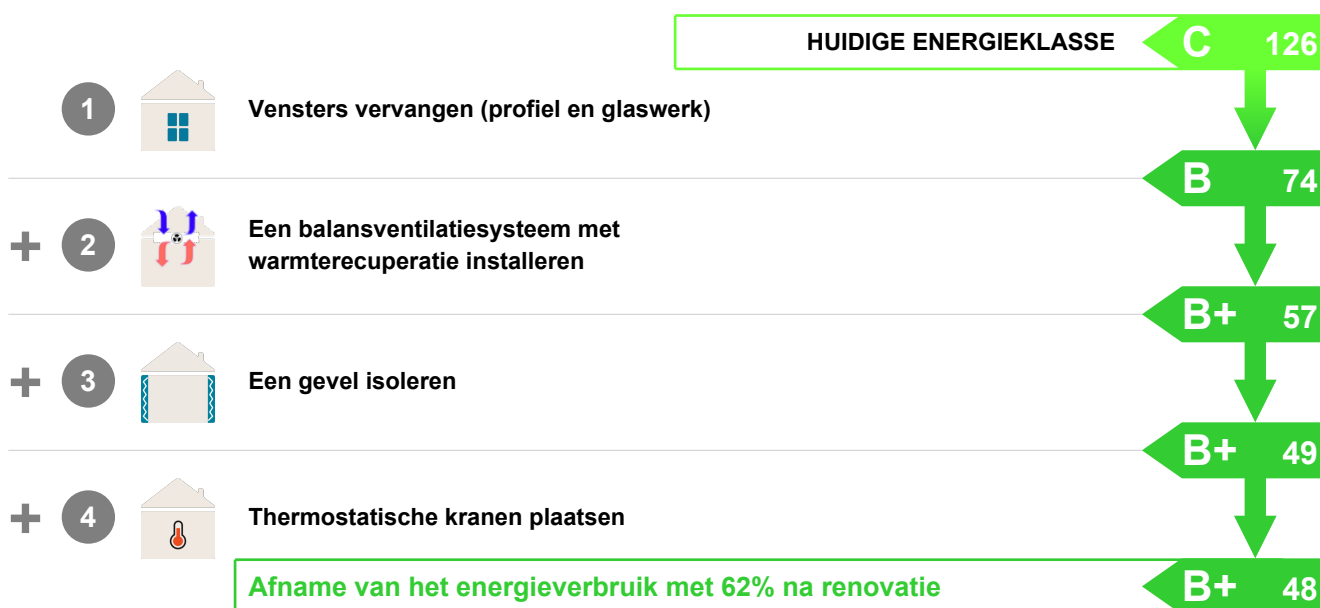 HUIDIGE ENERGIEKLASSE C 126
1 Vensters vervangen (profiel en glaswerk)
B 74
+ 2 Een balansventilatiesysteem met
warmterecuperatie installeren
B+ 57
+ 3 Een gevel isoleren
B+ 49
+ 4 Thermostatische kranen plaatsen
Afname van het energieverbruik met 62% na renovatie B+ 48